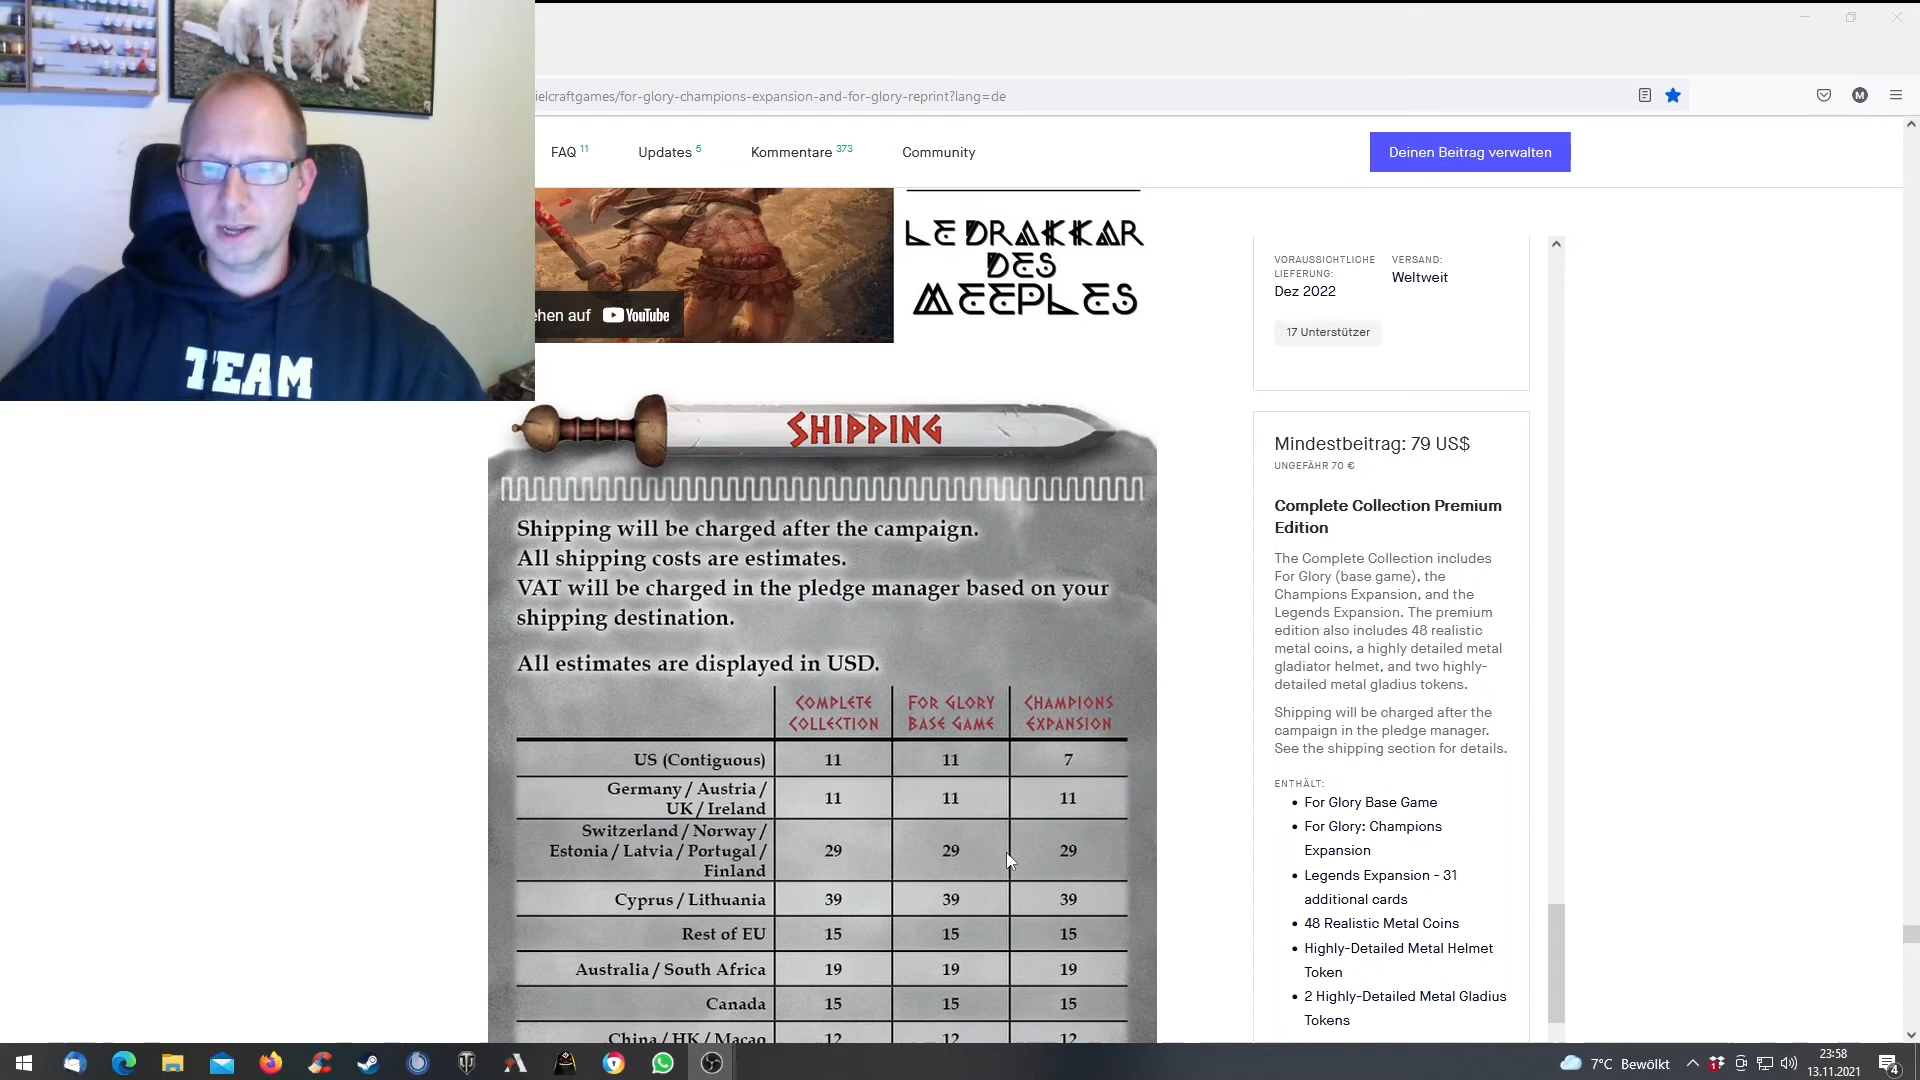 ielcraftgames/for-glory-champions-expansion-and-for-glory-reprint?lang=de
M
FAQ 11
Updates 5
Kommentare 373
Community
Deinen Beitrag verwalten
LE DRAKKAR
DES
MEEPLES
ehen auf YouTube
TEAM
VORAUSSICHTLICHE
LIEFERUNG:
Dez 2022
VERSAND:
Weltweit
17 Unterstützer
SHIPPING
Shipping will be charged after the campaign.
All shipping costs are estimates.
VAT will be charged in the pledge manager based on your
shipping destination.
All estimates are displayed in USD.
COMPLETE COLLECTION
FOR GLORY BASE GAME
CHAMPIONS EXPANSION
US (Contiguous) 11 11 7
Germany / Austria /
UK / Ireland 11 11 11
Switzerland / Norway /
Estonia / Latvia / Portugal /
Finland 29 29 29
Cyprus / Lithuania 39 39 39
Rest of EU 15 15 15
Australia / South Africa 19 19 19
Canada 15 15 15
China / HK / Macao 12 12 12
Mindestbeitrag: 79 US$
UNGEFÄHR 70 €
Complete Collection Premium
Edition
The Complete Collection includes
For Glory (base game), the
Champions Expansion, and the
Legends Expansion. The premium
edition also includes 48 realistic
metal coins, a highly detailed metal
gladiator helmet, and two highly-
detailed metal gladius tokens.
Shipping will be charged after the
campaign in the pledge manager.
See the shipping section for details.
ENTHÄLT:
• For Glory Base Game
• For Glory: Champions
Expansion
• Legends Expansion - 31
additional cards
• 48 Realistic Metal Coins
• Highly-Detailed Metal Helmet
Token
• 2 Highly-Detailed Metal Gladius
Tokens
7°C Bewölkt
1
23:58
13.11.2021
4